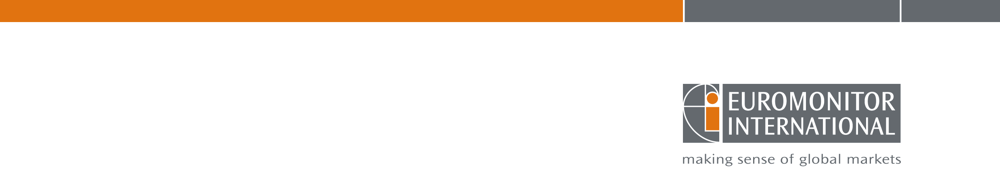 EUROMONITOR
INTERNATIONAL
making sense of global markets